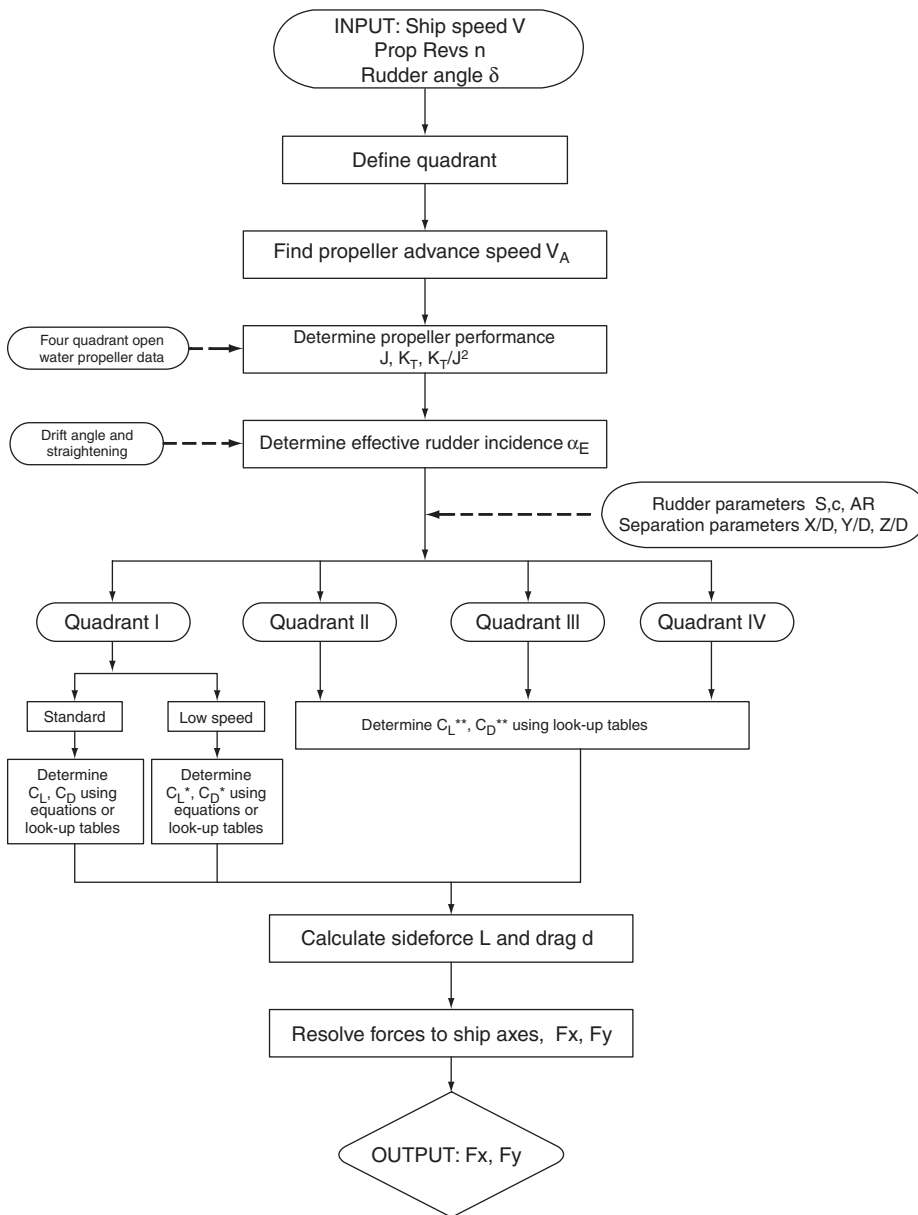 INPUT: Ship speed V
Prop Revs n
Rudder angle δ
Define quadrant
Find propeller advance speed V_A
Four quadrant open
water propeller data
Determine propeller performance
J, K_T, K_T/J²
Drift angle and
straightening
Determine effective rudder incidence α_E
Rudder parameters S,c, AR
Separation parameters X/D, Y/D, Z/D
Quadrant I
Quadrant II
Quadrant III
Quadrant IV
Standard
Low speed
Determine C_L**, C_D** using look-up tables
Determine
C_L, C_D using
equations or
look-up tables
Determine
C_L*, C_D* using
equations or
look-up tables
Calculate sideforce L and drag d
Resolve forces to ship axes, Fx, Fy
OUTPUT: Fx, Fy